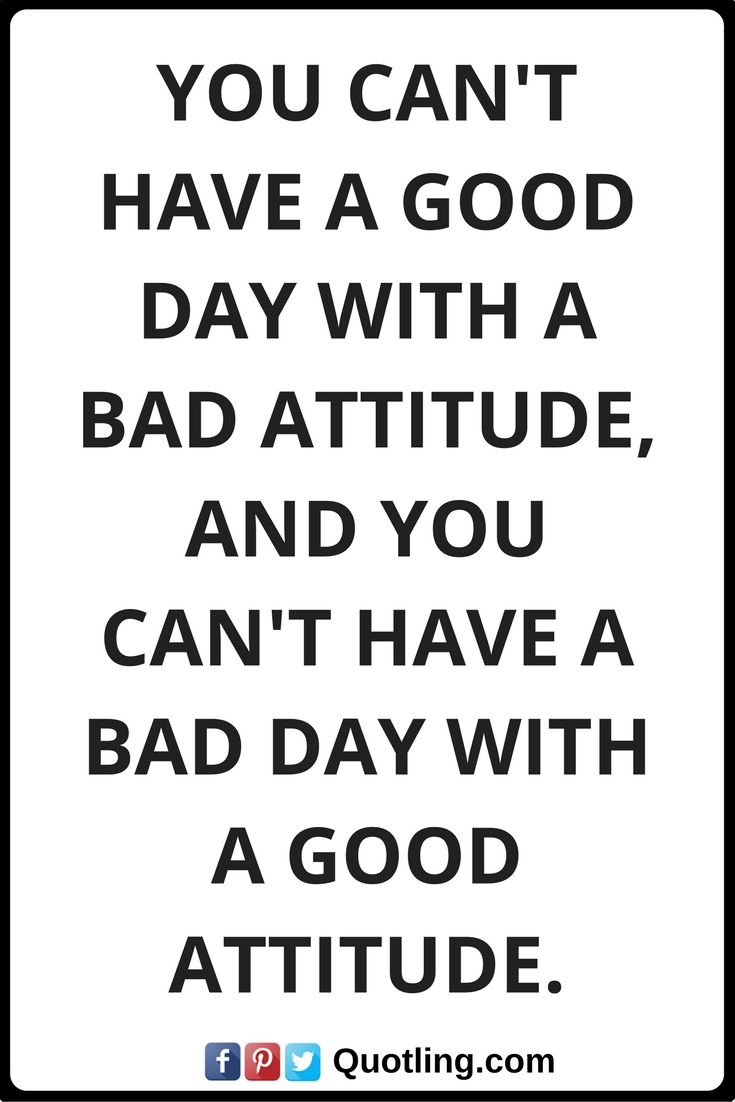 YOU CAN'T
HAVE A GOOD
DAY WITH A
BAD ATTITUDE,
AND YOU
CAN'T HAVE A
BAD DAY WITH
A GOOD
ATTITUDE.
Quotling.com